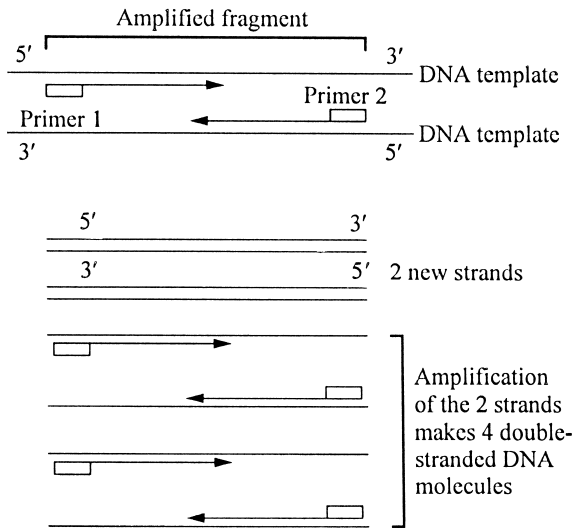 Amplified fragment
5′ 3′
DNA template
Primer 2
Primer 1
DNA template
3′ 5′
5′ 3′
3′ 5′
2 new strands
Amplification
of the 2 strands
makes 4 double-
stranded DNA
molecules